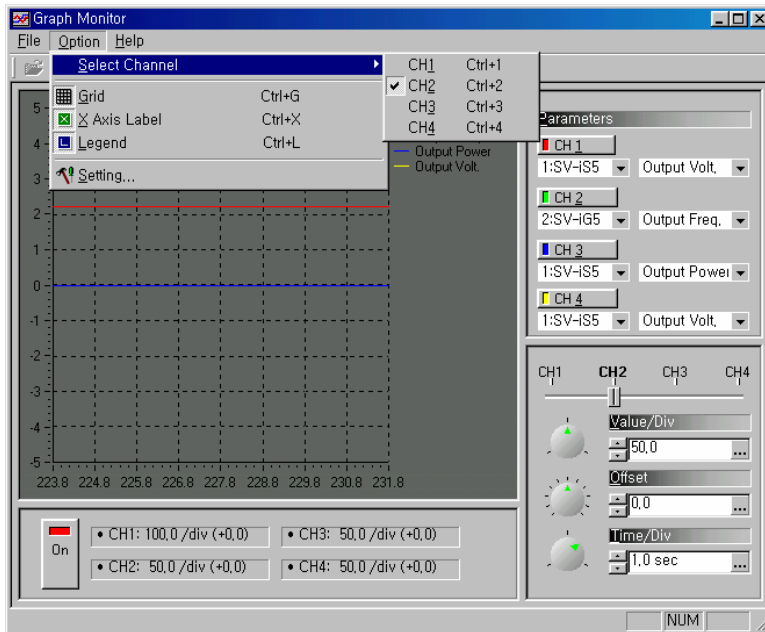 Graph Monitor
File Option Help
Select Channel
Grid Ctrl+G
X Axis Label Ctrl+X
Legend Ctrl+L
Setting...
CH1 Ctrl+1
CH2 Ctrl+2
CH3 Ctrl+3
CH4 Ctrl+4
Output Power
Output Volt.
5
4
3
2
1
0
-1
-2
-3
-4
-5
223.8 224.8 225.8 226.8 227.8 228.8 229.8 230.8 231.8
Parameters
CH 1
1:SV-iS5 Output Volt.
CH 2
2:SV-iG5 Output Freq.
CH 3
1:SV-iS5 Output Power
CH 4
1:SV-iS5 Output Volt.
CH1 CH2 CH3 CH4
Value/Div
50.0 ...
Offset
0.0 ...
Time/Div
1.0 sec ...
On
• CH1: 100.0 /div (+0.0)
• CH3: 50.0 /div (+0.0)
• CH2: 50.0 /div (+0.0)
• CH4: 50.0 /div (+0.0)
NUM